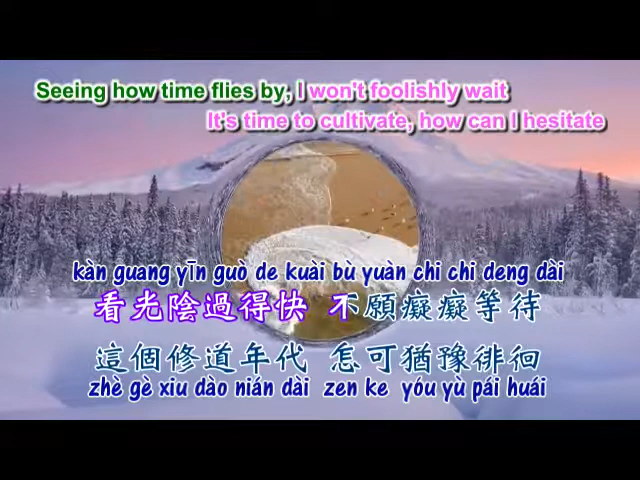 Seeing how time flies by, I won't foolishly wait
It's time to cultivate, how can I hesitate
kàn guang yīn guò de kuài bù yuàn chi chi deng dài
看光陰過得快 不願癡癡等待
這個修道年代 怎可猶豫徘徊
zhè gè xiu dào nián dài zen ke yóu yù pái huái